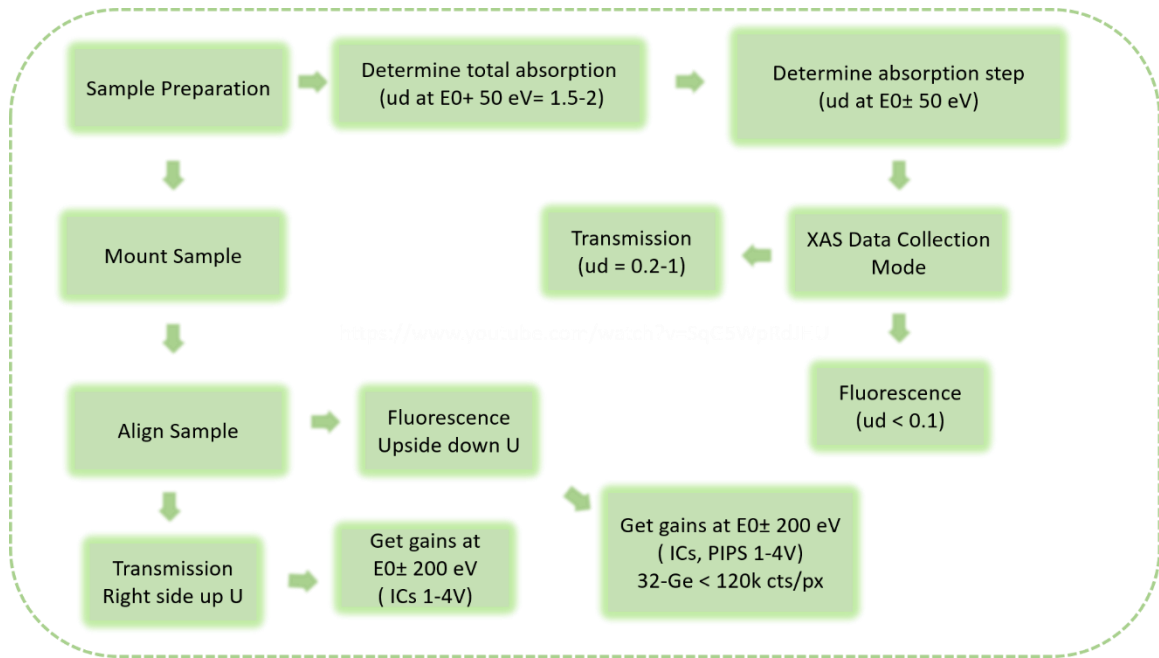 Sample Preparation
Determine total absorption
(ud at E0+ 50 eV= 1.5-2)
Determine absorption step
(ud at E0± 50 eV)
Mount Sample
Transmission
(ud = 0.2-1)
XAS Data Collection
Mode
Fluorescence
(ud < 0.1)
Align Sample
Fluorescence
Upside down U
Transmission
Right side up U
Get gains at
E0± 200 eV
( ICs 1-4V)
Get gains at E0± 200 eV
( ICs, PIPS 1-4V)
32-Ge < 120k cts/px